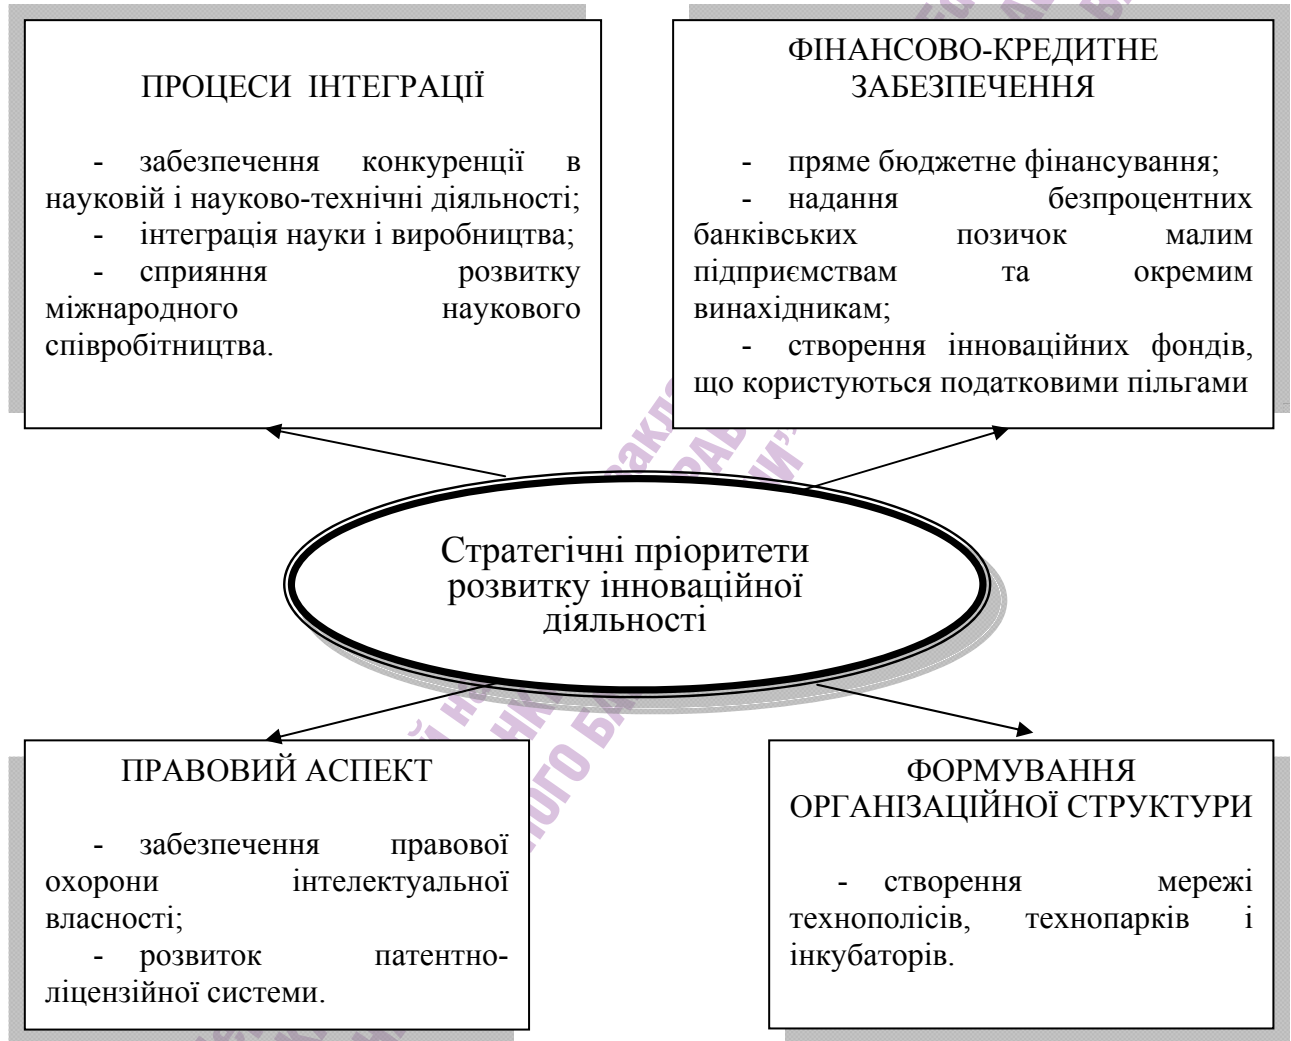 ПРОЦЕСИ ІНТЕГРАЦІЇ
- забезпечення конкуренції в
науковій і науково-технічні діяльності;
- інтеграція науки і виробництва;
- сприяння розвитку
міжнародного наукового
співробітництва.
ФІНАНСОВО-КРЕДИТНЕ
ЗАБЕЗПЕЧЕННЯ
- пряме бюджетне фінансування;
- надання безпроцентних
банківських позичок малим
підприємствам та окремим
винахідникам;
- створення інноваційних фондів,
що користуються податковими пільгами
Стратегічні пріоритети
розвитку інноваційної
діяльності
ПРАВОВИЙ АСПЕКТ
- забезпечення правової
охорони інтелектуальної
власності;
- розвиток патентно-
ліцензійної системи.
ФОРМУВАННЯ
ОРГАНІЗАЦІЙНОЇ СТРУКТУРИ
- створення мережі
технополісів, технопарків і
інкубаторів.